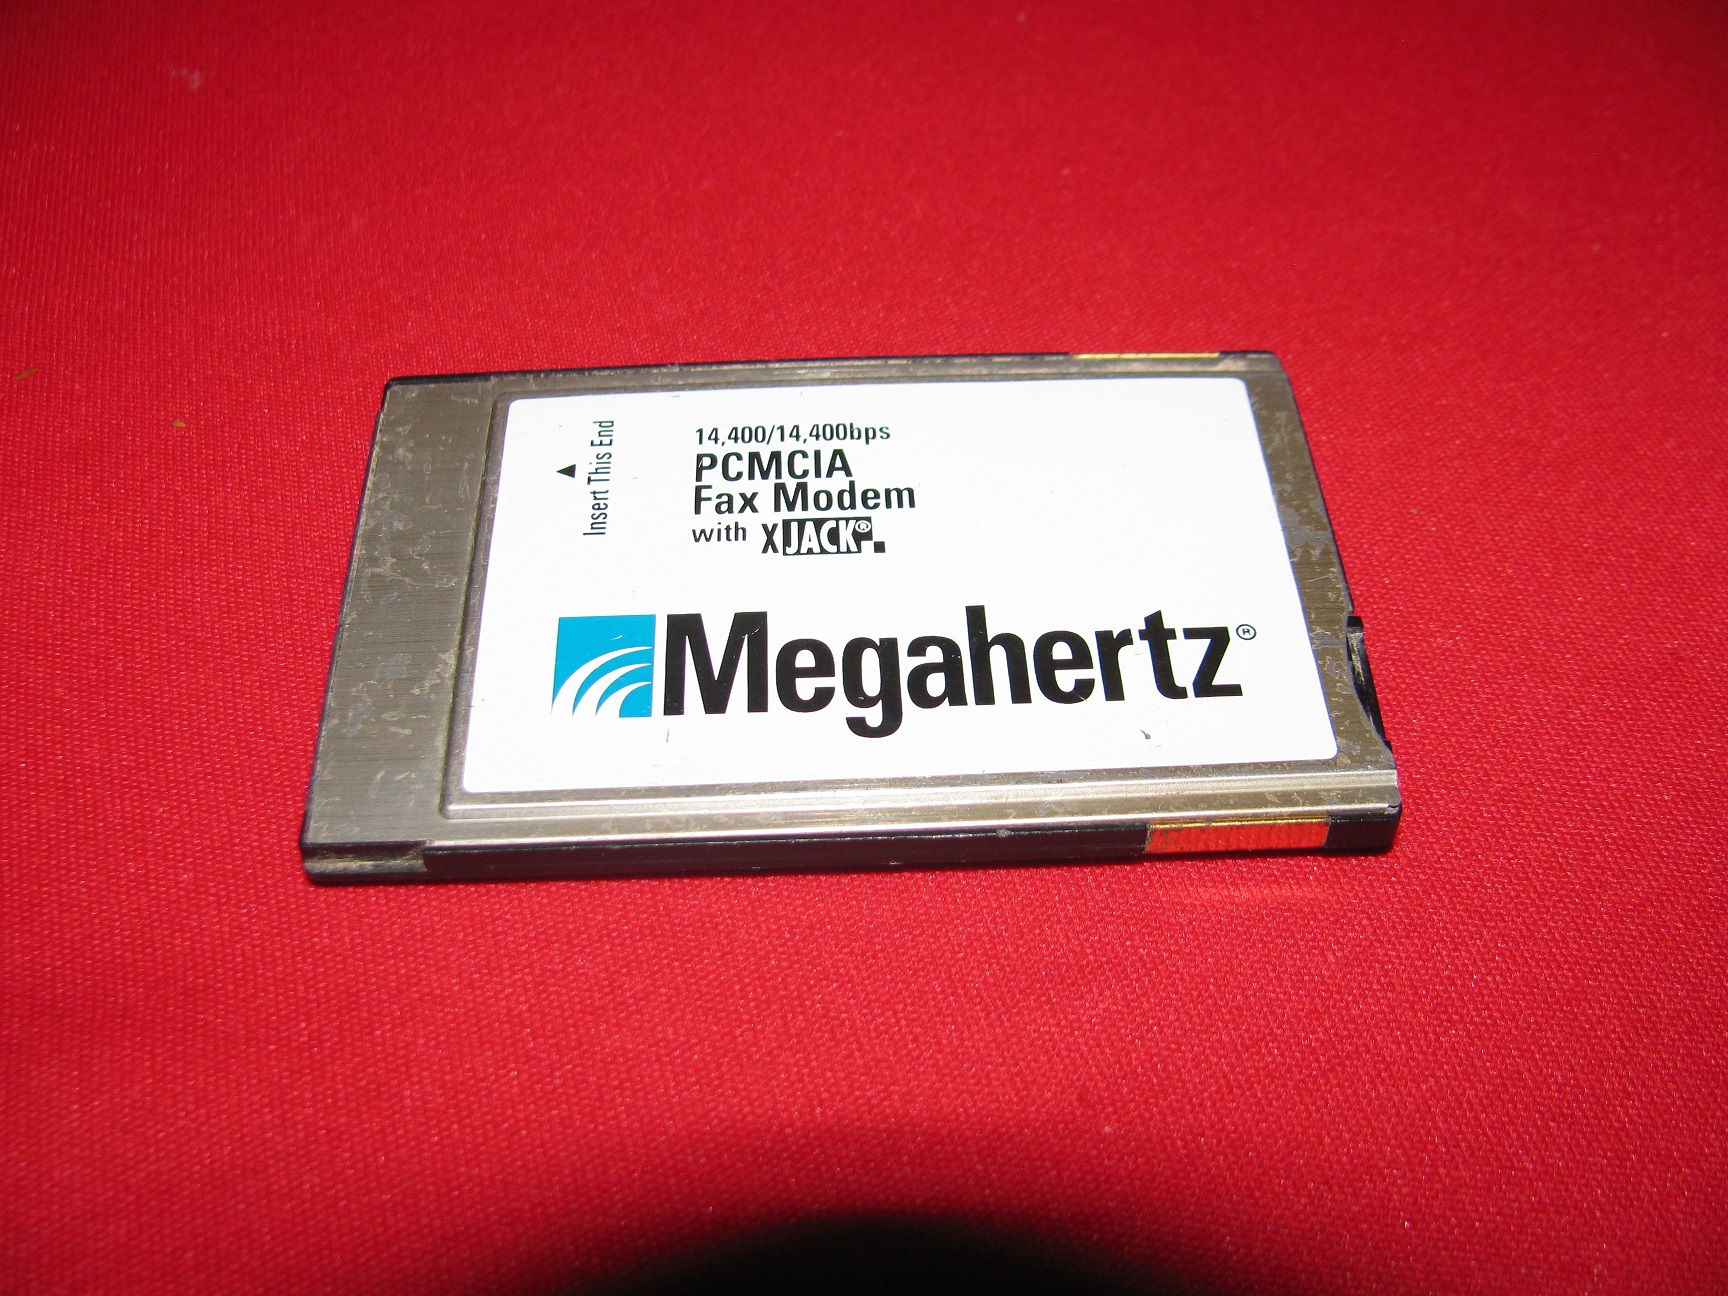 Insert This End
14,400/14,400bps
PCMCIA
Fax Modem
with XJACK®
Megahertz®